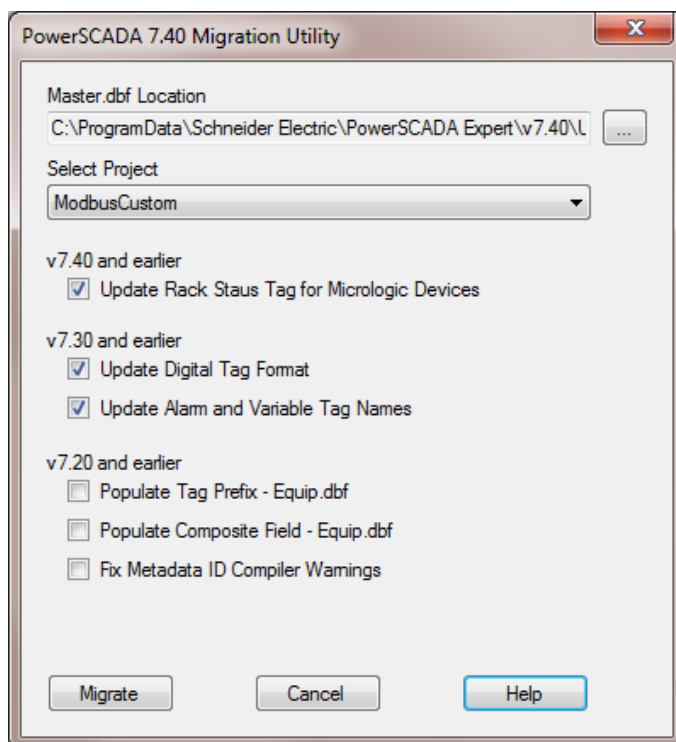 PowerSCADA 7.40 Migration Utility
Master.dbf Location
C:\ProgramData\Schneider Electric\PowerSCADA Expert\v7.40\U
...
Select Project
ModbusCustom
v7.40 and earlier
Update Rack Staus Tag for Micrologic Devices
v7.30 and earlier
Update Digital Tag Format
Update Alarm and Variable Tag Names
v7.20 and earlier
Populate Tag Prefix - Equip.dbf
Populate Composite Field - Equip.dbf
Fix Metadata ID Compiler Warnings
Migrate Cancel Help